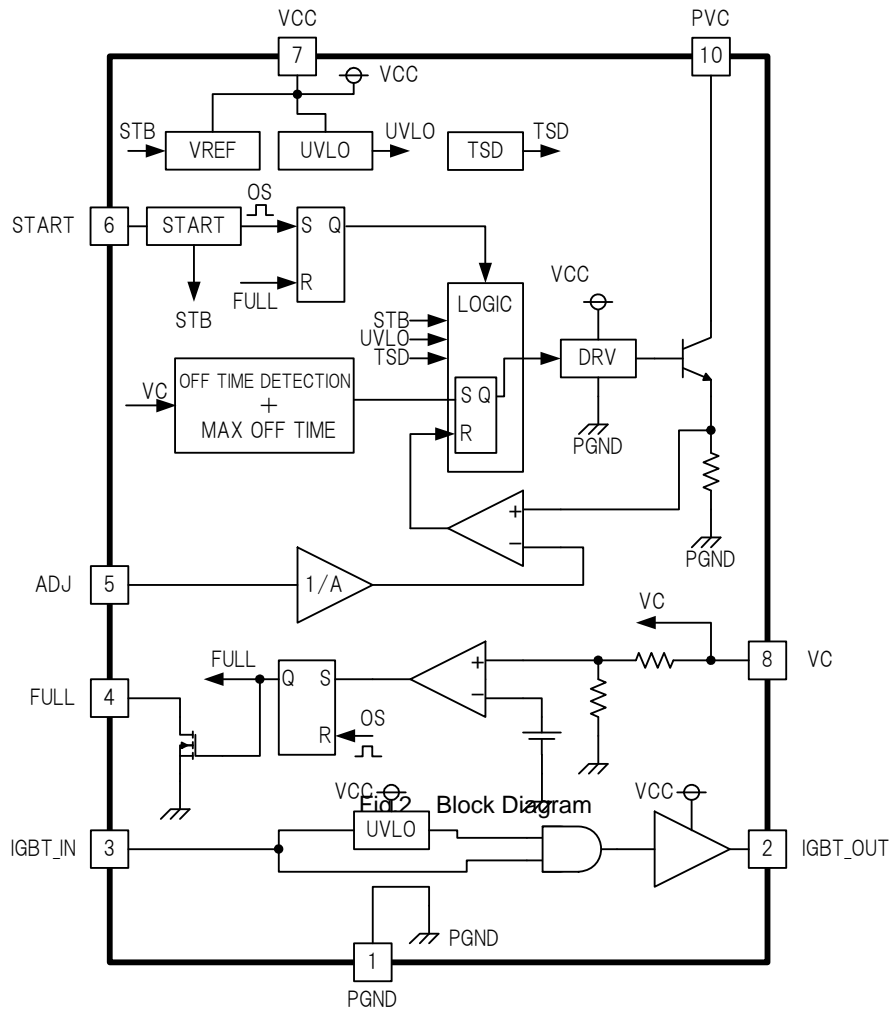 VCC
PVC
7
10
VCC
STB
VREF
UVLO
UVLO
TSD
TSD
OS
START
6
START
S Q
R
FULL
STB
LOGIC
VCC
STB
UVLO
TSD
DRV
VC
OFF TIME DETECTION
+
MAX OFF TIME
S Q
R
PGND
+
−
PGND
ADJ
5
1/A
VC
8
VC
FULL
Q S
+
−
FULL
4
R
OS
VCC
Fig.2 Block Diagram
VCC
UVLO
IGBT_IN
3
2
IGBT_OUT
PGND
1
PGND